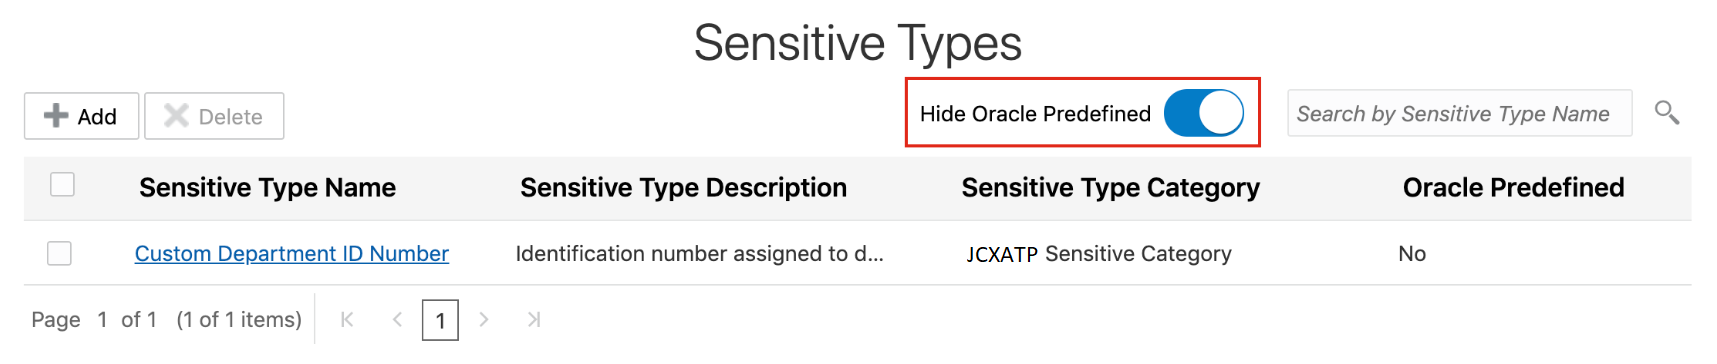 Sensitive Types
Add Delete Hide Oracle Predefined Search by Sensitive Type Name
Sensitive Type Name Sensitive Type Description Sensitive Type Category Oracle Predefined
Custom Department ID Number Identification number assigned to d... JCXATP Sensitive Category No
Page 1 of 1 (1 of 1 items) 1